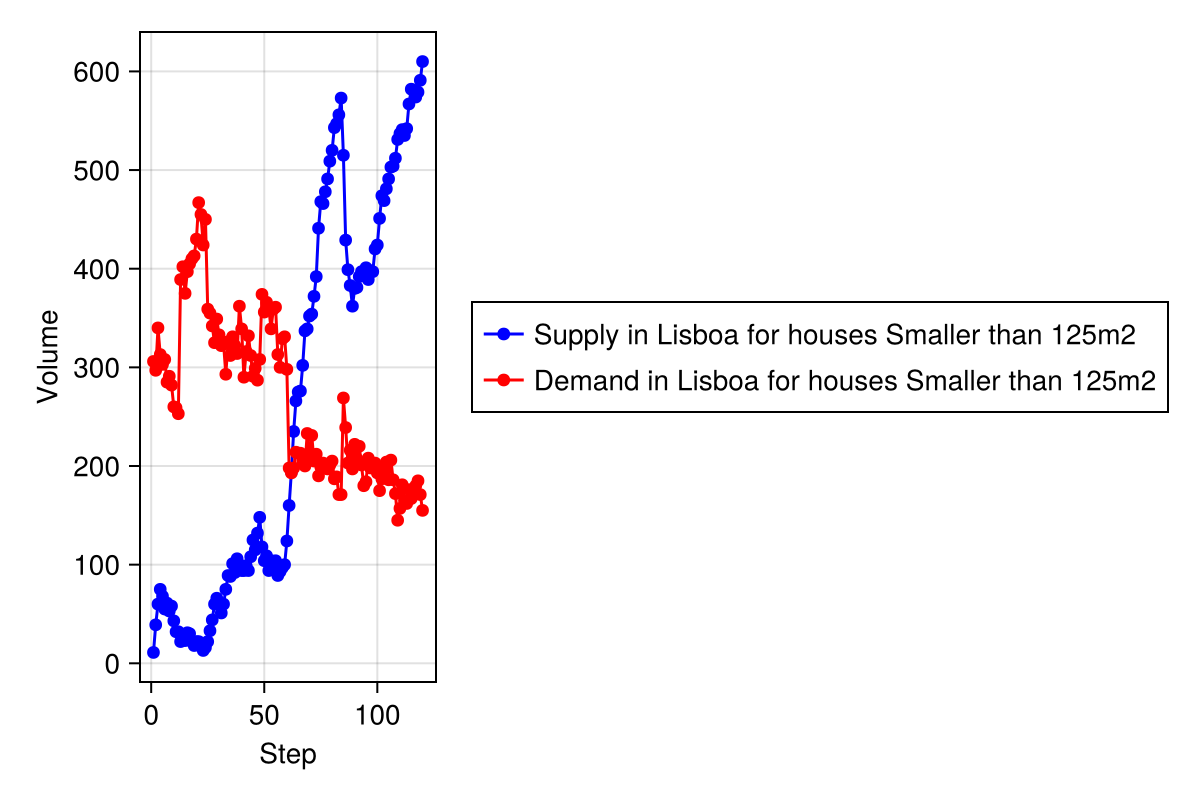 600
500
400
300
200
100
0
Volume
0 50 100
Step
Supply in Lisboa for houses Smaller than 125m2
Demand in Lisboa for houses Smaller than 125m2